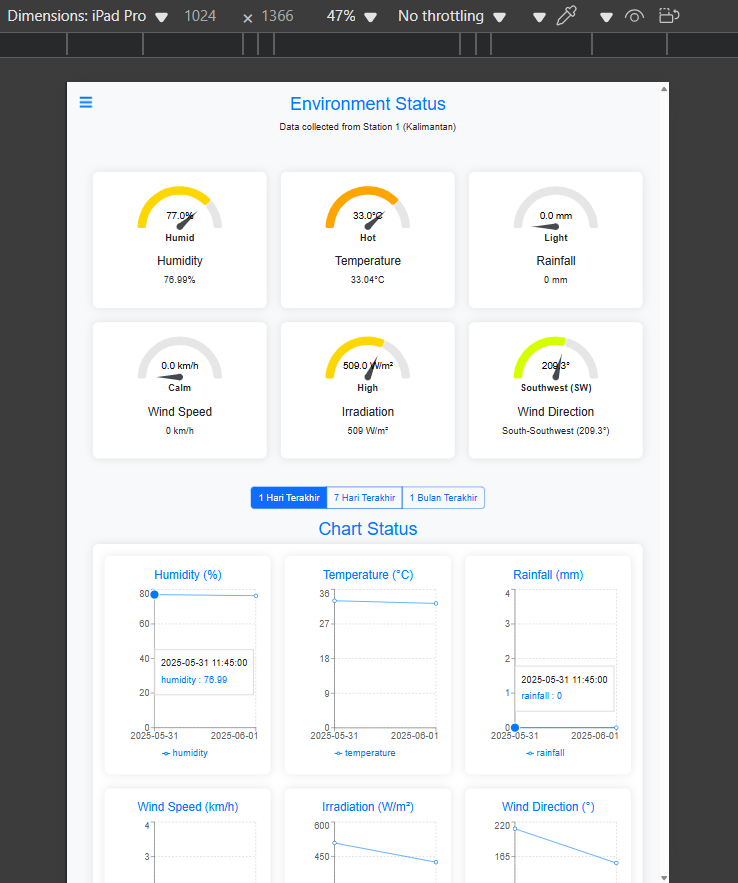 Dimensions: iPad Pro 1024 × 1366 47% No throttling
Environment Status
Data collected from Station 1 (Kalimantan)
77.0% 33.0°C 0.0 mm
Humid Hot Light
Humidity Temperature Rainfall
76.99% 33.04°C 0 mm
0.0 km/h 509.0 W/m² 209.3°
Calm High Southwest (SW)
Wind Speed Irradiation Wind Direction
0 km/h 509 W/m² South-Southwest (209.3°)
1 Hari Terakhir 7 Hari Terakhir 1 Bulan Terakhir
Chart Status
Humidity (%)
80
60
40
20
0
2025-05-31 11:45:00
humidity : 76.99
2025-05-31 2025-06-01
humidity
Temperature (°C)
36
27
18
9
0
2025-05-31 2025-06-01
temperature
Rainfall (mm)
4
3
2
1
0
2025-05-31 11:45:00
rainfall : 0
2025-05-31 2025-06-01
rainfall
Wind Speed (km/h)
4
3
Irradiation (W/m²)
600
450
Wind Direction (°)
220
165